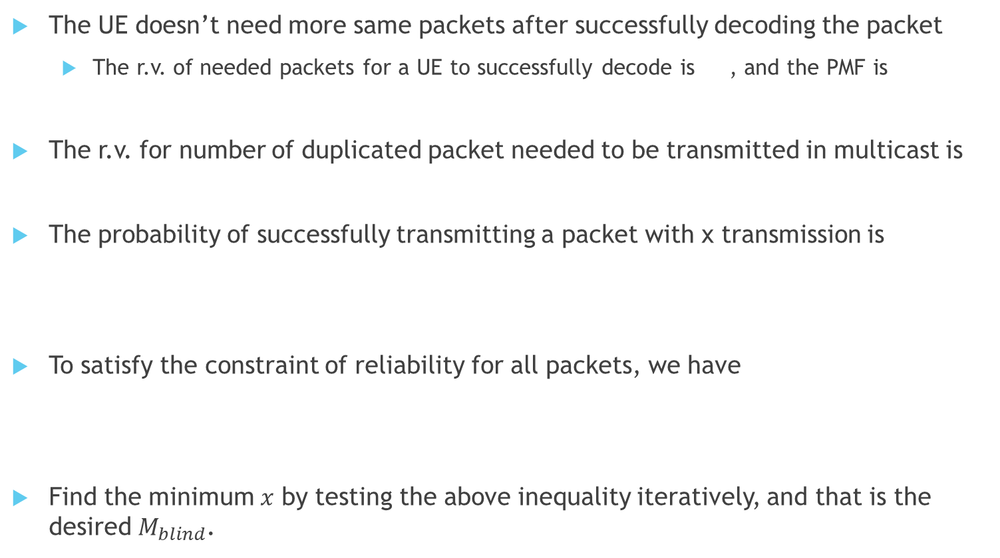 The UE doesn’t need more same packets after successfully decoding the packet
The r.v. of needed packets for a UE to successfully decode is , and the PMF is
The r.v. for number of duplicated packet needed to be transmitted in multicast is
The probability of successfully transmitting a packet with x transmission is
To satisfy the constraint of reliability for all packets, we have
Find the minimum 𝑥 by testing the above inequality iteratively, and that is the
desired 𝑀𝑏𝑙𝑖𝑛𝑑.